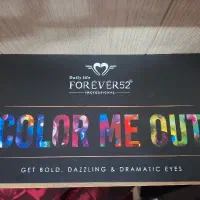 Daily life
FOREVER52®
PROFESSIONAL
COLOR ME OUT
GET BOLD, DAZZLING & DRAMATIC EYES